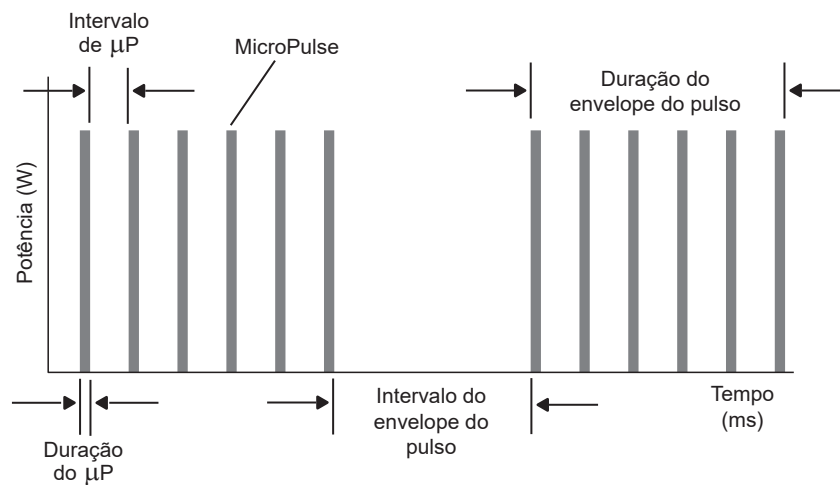 Intervalo
de μP
MicroPulse
Duração do
envelope do pulso
Potência (W)
Duração
do μP
Intervalo do
envelope do
pulso
Tempo
(ms)